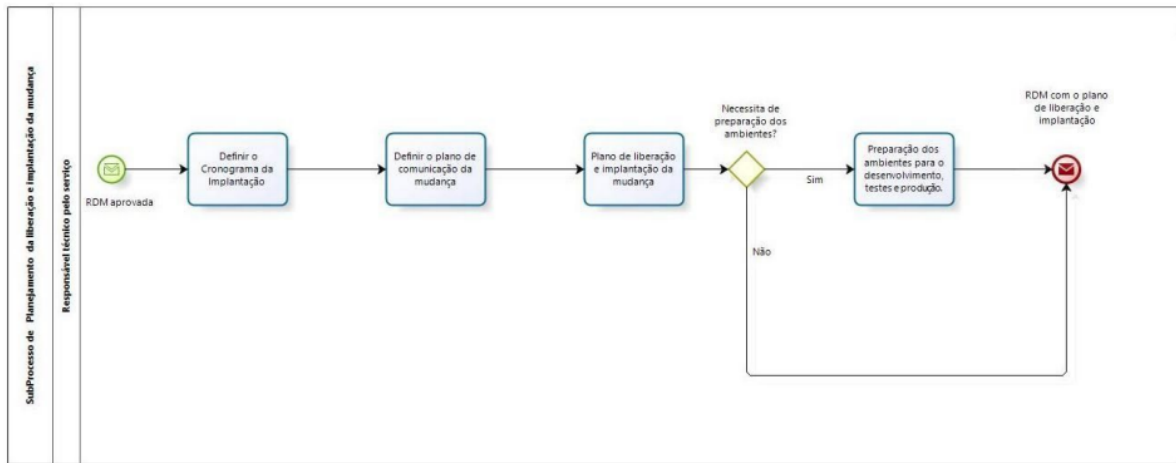 SubProcesso de Planejamento da liberação e implantação da mudança
Responsável técnico pelo serviço
RDM aprovada
Definir o
Cronograma da
Implantação
Definir o plano de
comunicação da
mudança
Plano de liberação
e implantação da
mudança
Necessita de
preparação dos
ambientes?
Sim
Não
Preparação dos
ambientes para o
desenvolvimento,
testes e produção.
RDM com o plano
de liberação e
implantação